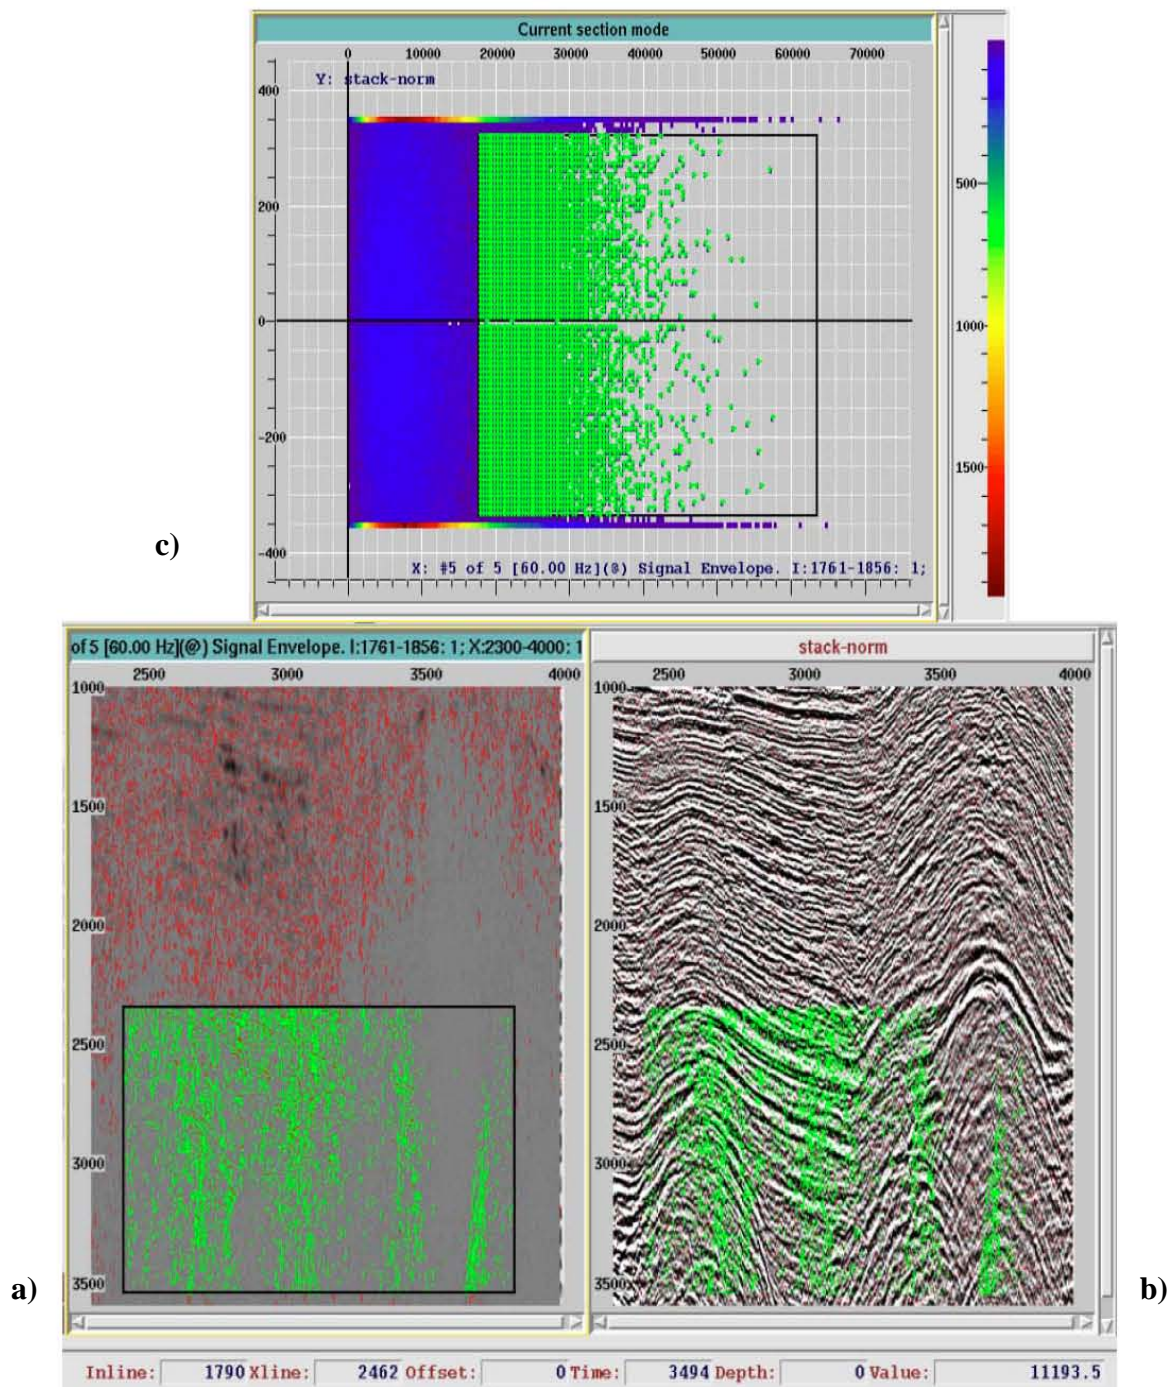 Current section mode
0 10000 20000 30000 40000 50000 60000 70000
Y: stack-norm
400
200
0
-200
-400
500
1000
1500
X: #5 of 5 [60.00 Hz](@) Signal Envelope. I:1761-1856: 1;
c)
of 5 [60.00 Hz](@) Signal Envelope. I:1761-1856: 1; X:2300-4000: 1
2500 3000 3500 4000
1000
1500
2000
2500
3000
3500
a)
stack-norm
2500 3000 3500 4000
1000
1500
2000
2500
3000
3500
b)
Inline: 1790 Xline: 2462 Offset: 0 Time: 3494 Depth: 0 Value: 11193.5